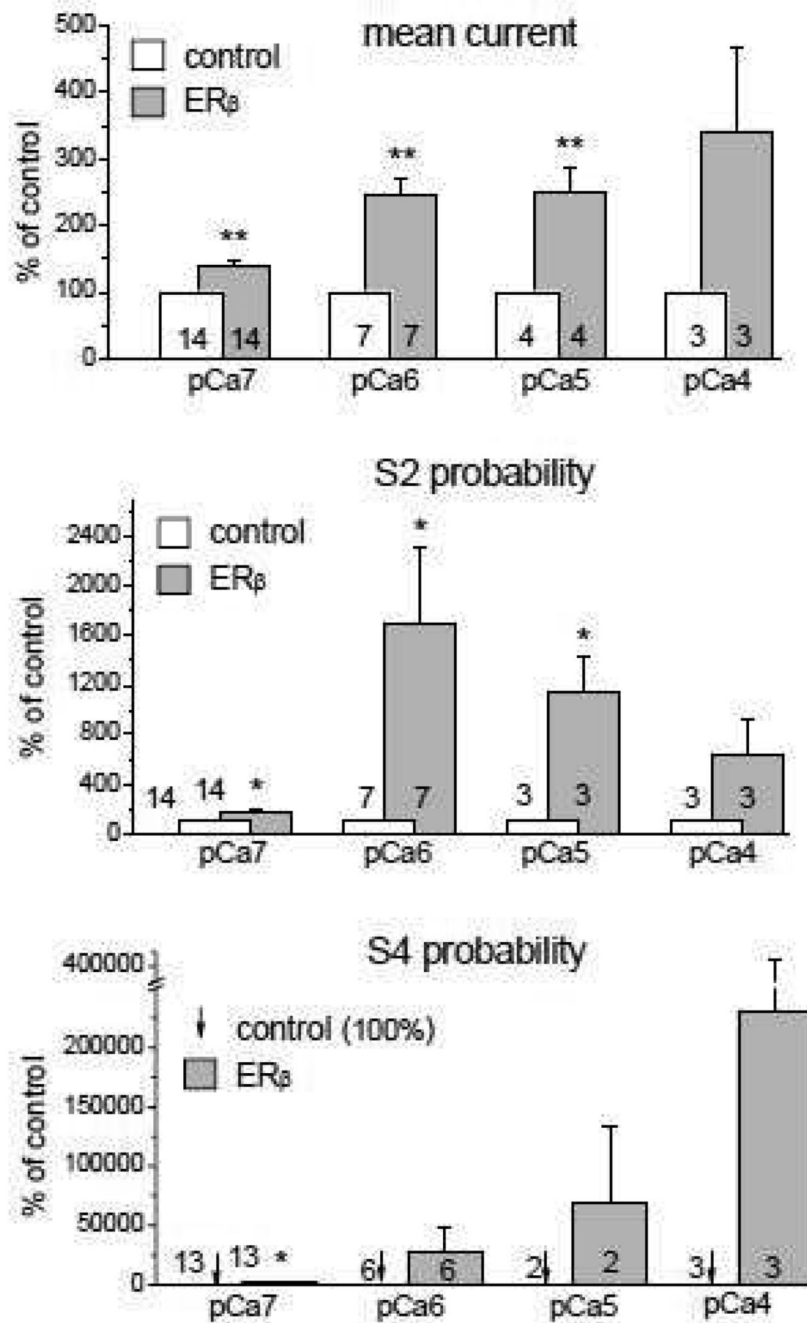 mean current
500
control
400
ERβ
300
** ** **
% of control
200
100
14 14 7 7 4 4 3 3
0
pCa7 pCa6 pCa5 pCa4
S2 probability
2400
control
*
2000
ERβ
1600
*
% of control
1200
800
400
14 14 * 7 7 3 3 3 3
0
pCa7 pCa6 pCa5 pCa4
S4 probability
400000
control (100%)
200000
ERβ
150000
% of control
100000
50000
13 13 * 6 6 2 2 3 3
0
pCa7 pCa6 pCa5 pCa4